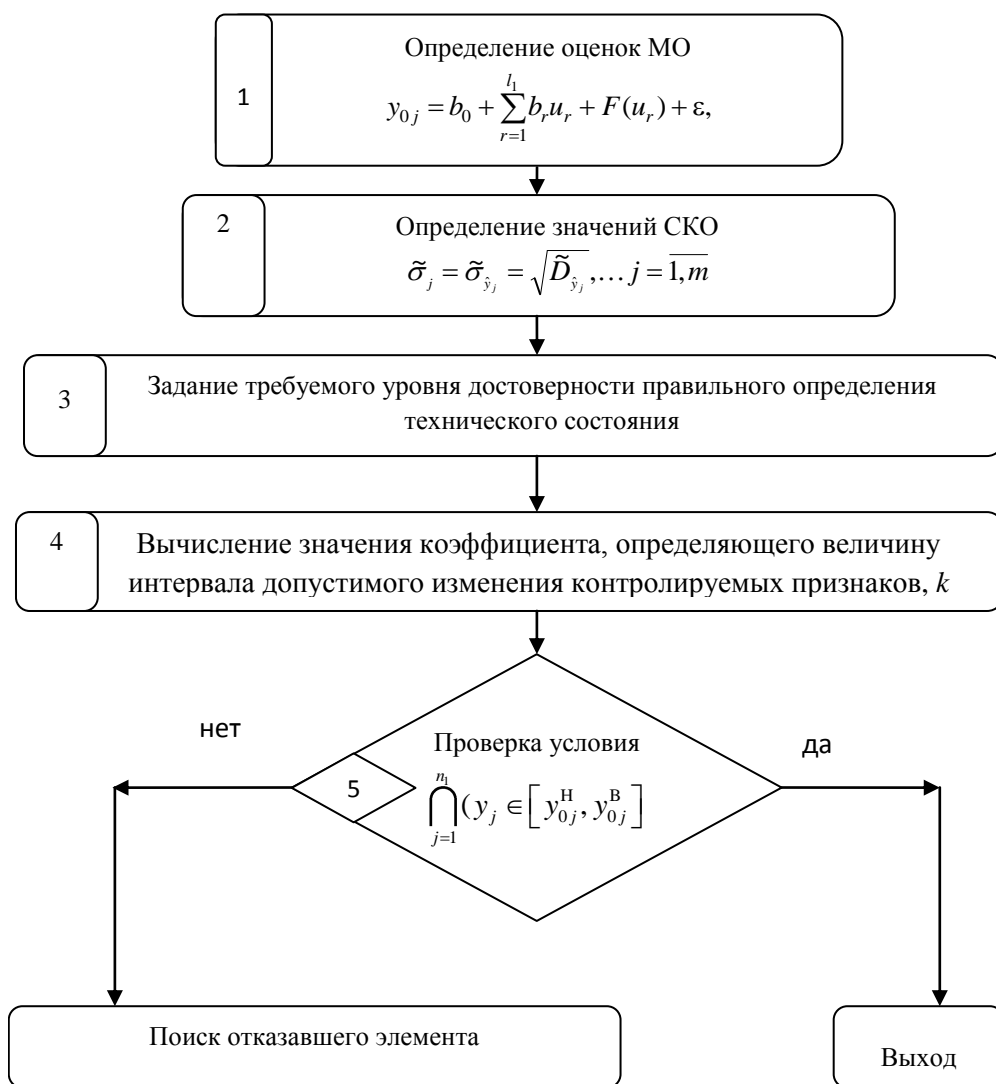 1
Определение оценок МО
y_{0j} = b_0 + \sum_{r=1}^{l_1} b_r u_r + F(u_r) + ε,
2
Определение значений СКО
\tilde{σ}_j = \tilde{σ}_{\hat{y}_j} = \sqrt{\tilde{D}_{\hat{y}_j}},… j = \overline{1,m}
3
Задание требуемого уровня достоверности правильного определения
технического состояния
4
Вычисление значения коэффициента, определяющего величину
интервала допустимого изменения контролируемых признаков, k
нет
да
Проверка условия
5
\bigcap_{j=1}^{n_1} (y_j ∈ [y_{0j}^Н, y_{0j}^В]
Поиск отказавшего элемента
Выход